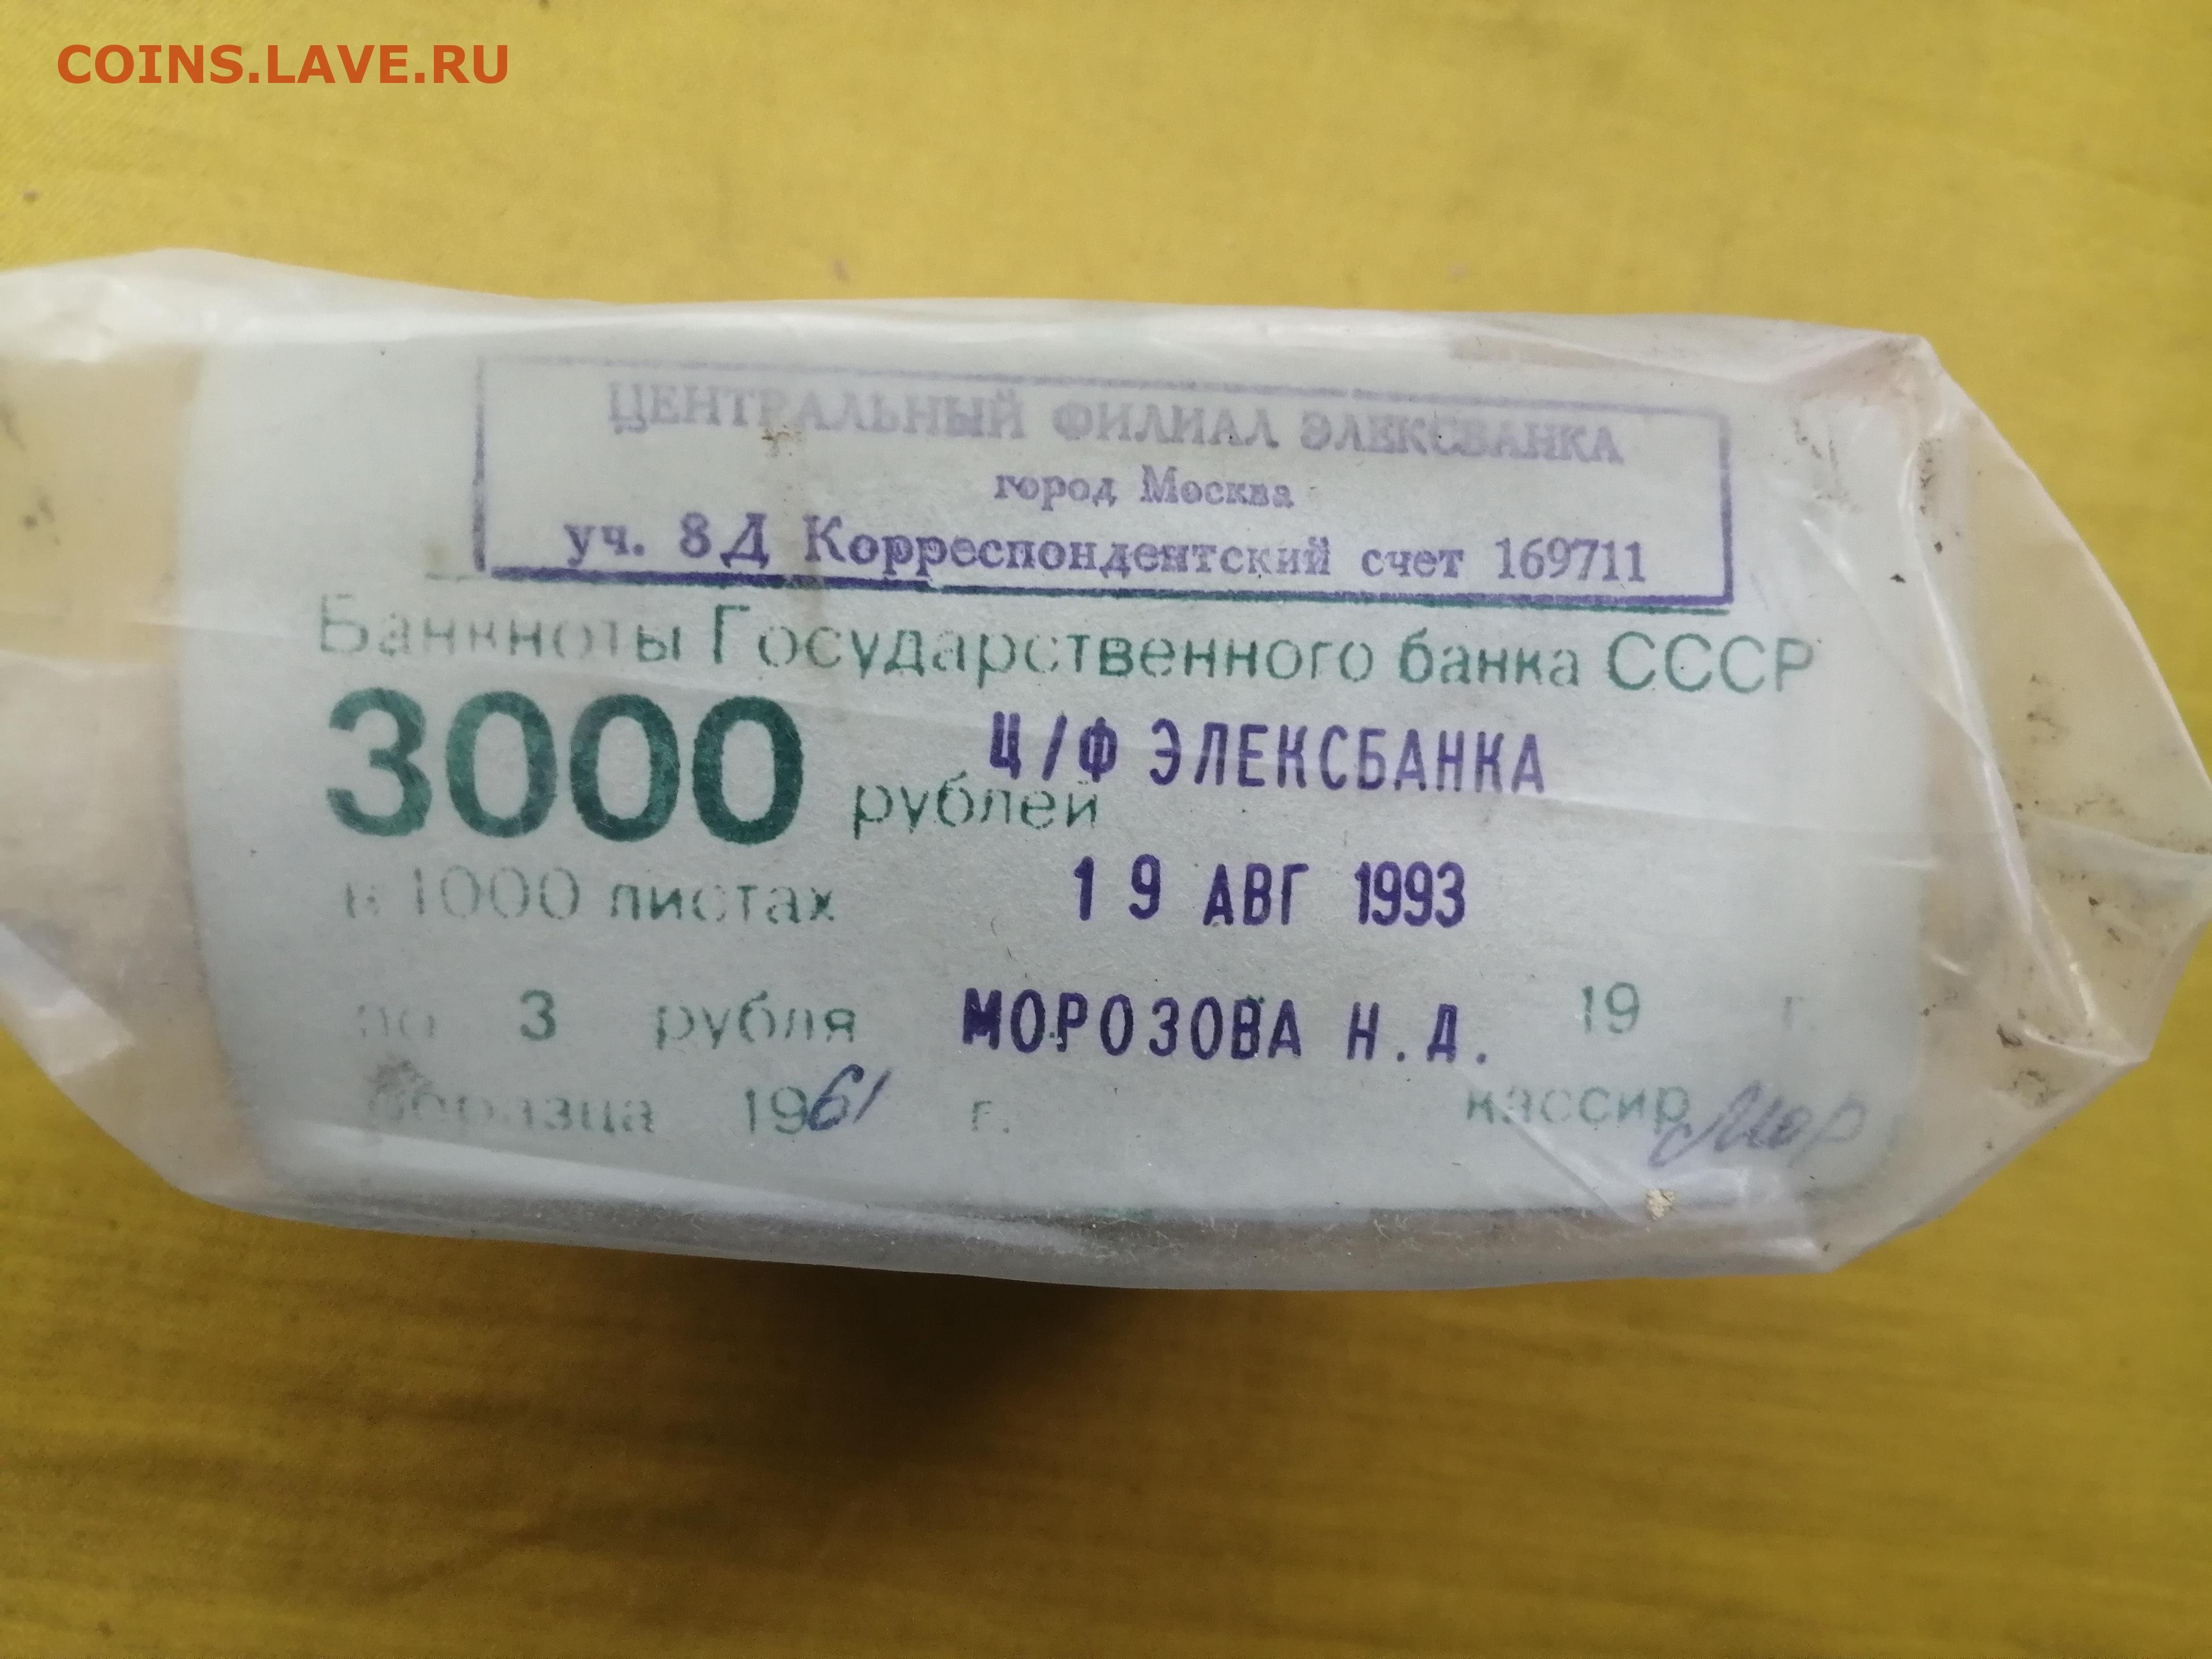 COINS.LAVE.RU
ЦЕНТРАЛЬНЫЙ ФИЛИАЛ ЭЛЕКСБАНКА
город Москва
уч. 8Д Корреспондентский счет 169711
Банкноты Государственного банка СССР
3000 рублей
Ц/Ф ЭЛЕКСБАНКА
в 1000 листах
19 АВГ 1993
по 3 рубля
МОРОЗОВА Н.Д.
19 г.
образца 1961 г.
кассир Мор